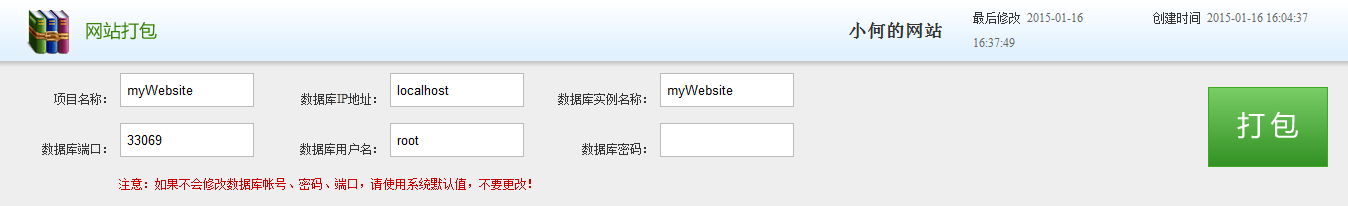 网站打包
小何的网站
最后修改 2015-01-16 16:37:49
创建时间 2015-01-16 16:04:37
项目名称： myWebsite 数据库IP地址： localhost 数据库实例名称： myWebsite
数据库端口： 33069 数据库用户名： root 数据库密码：
打包
注意：如果不会修改数据库帐号、密码、端口，请使用系统默认值，不要更改！